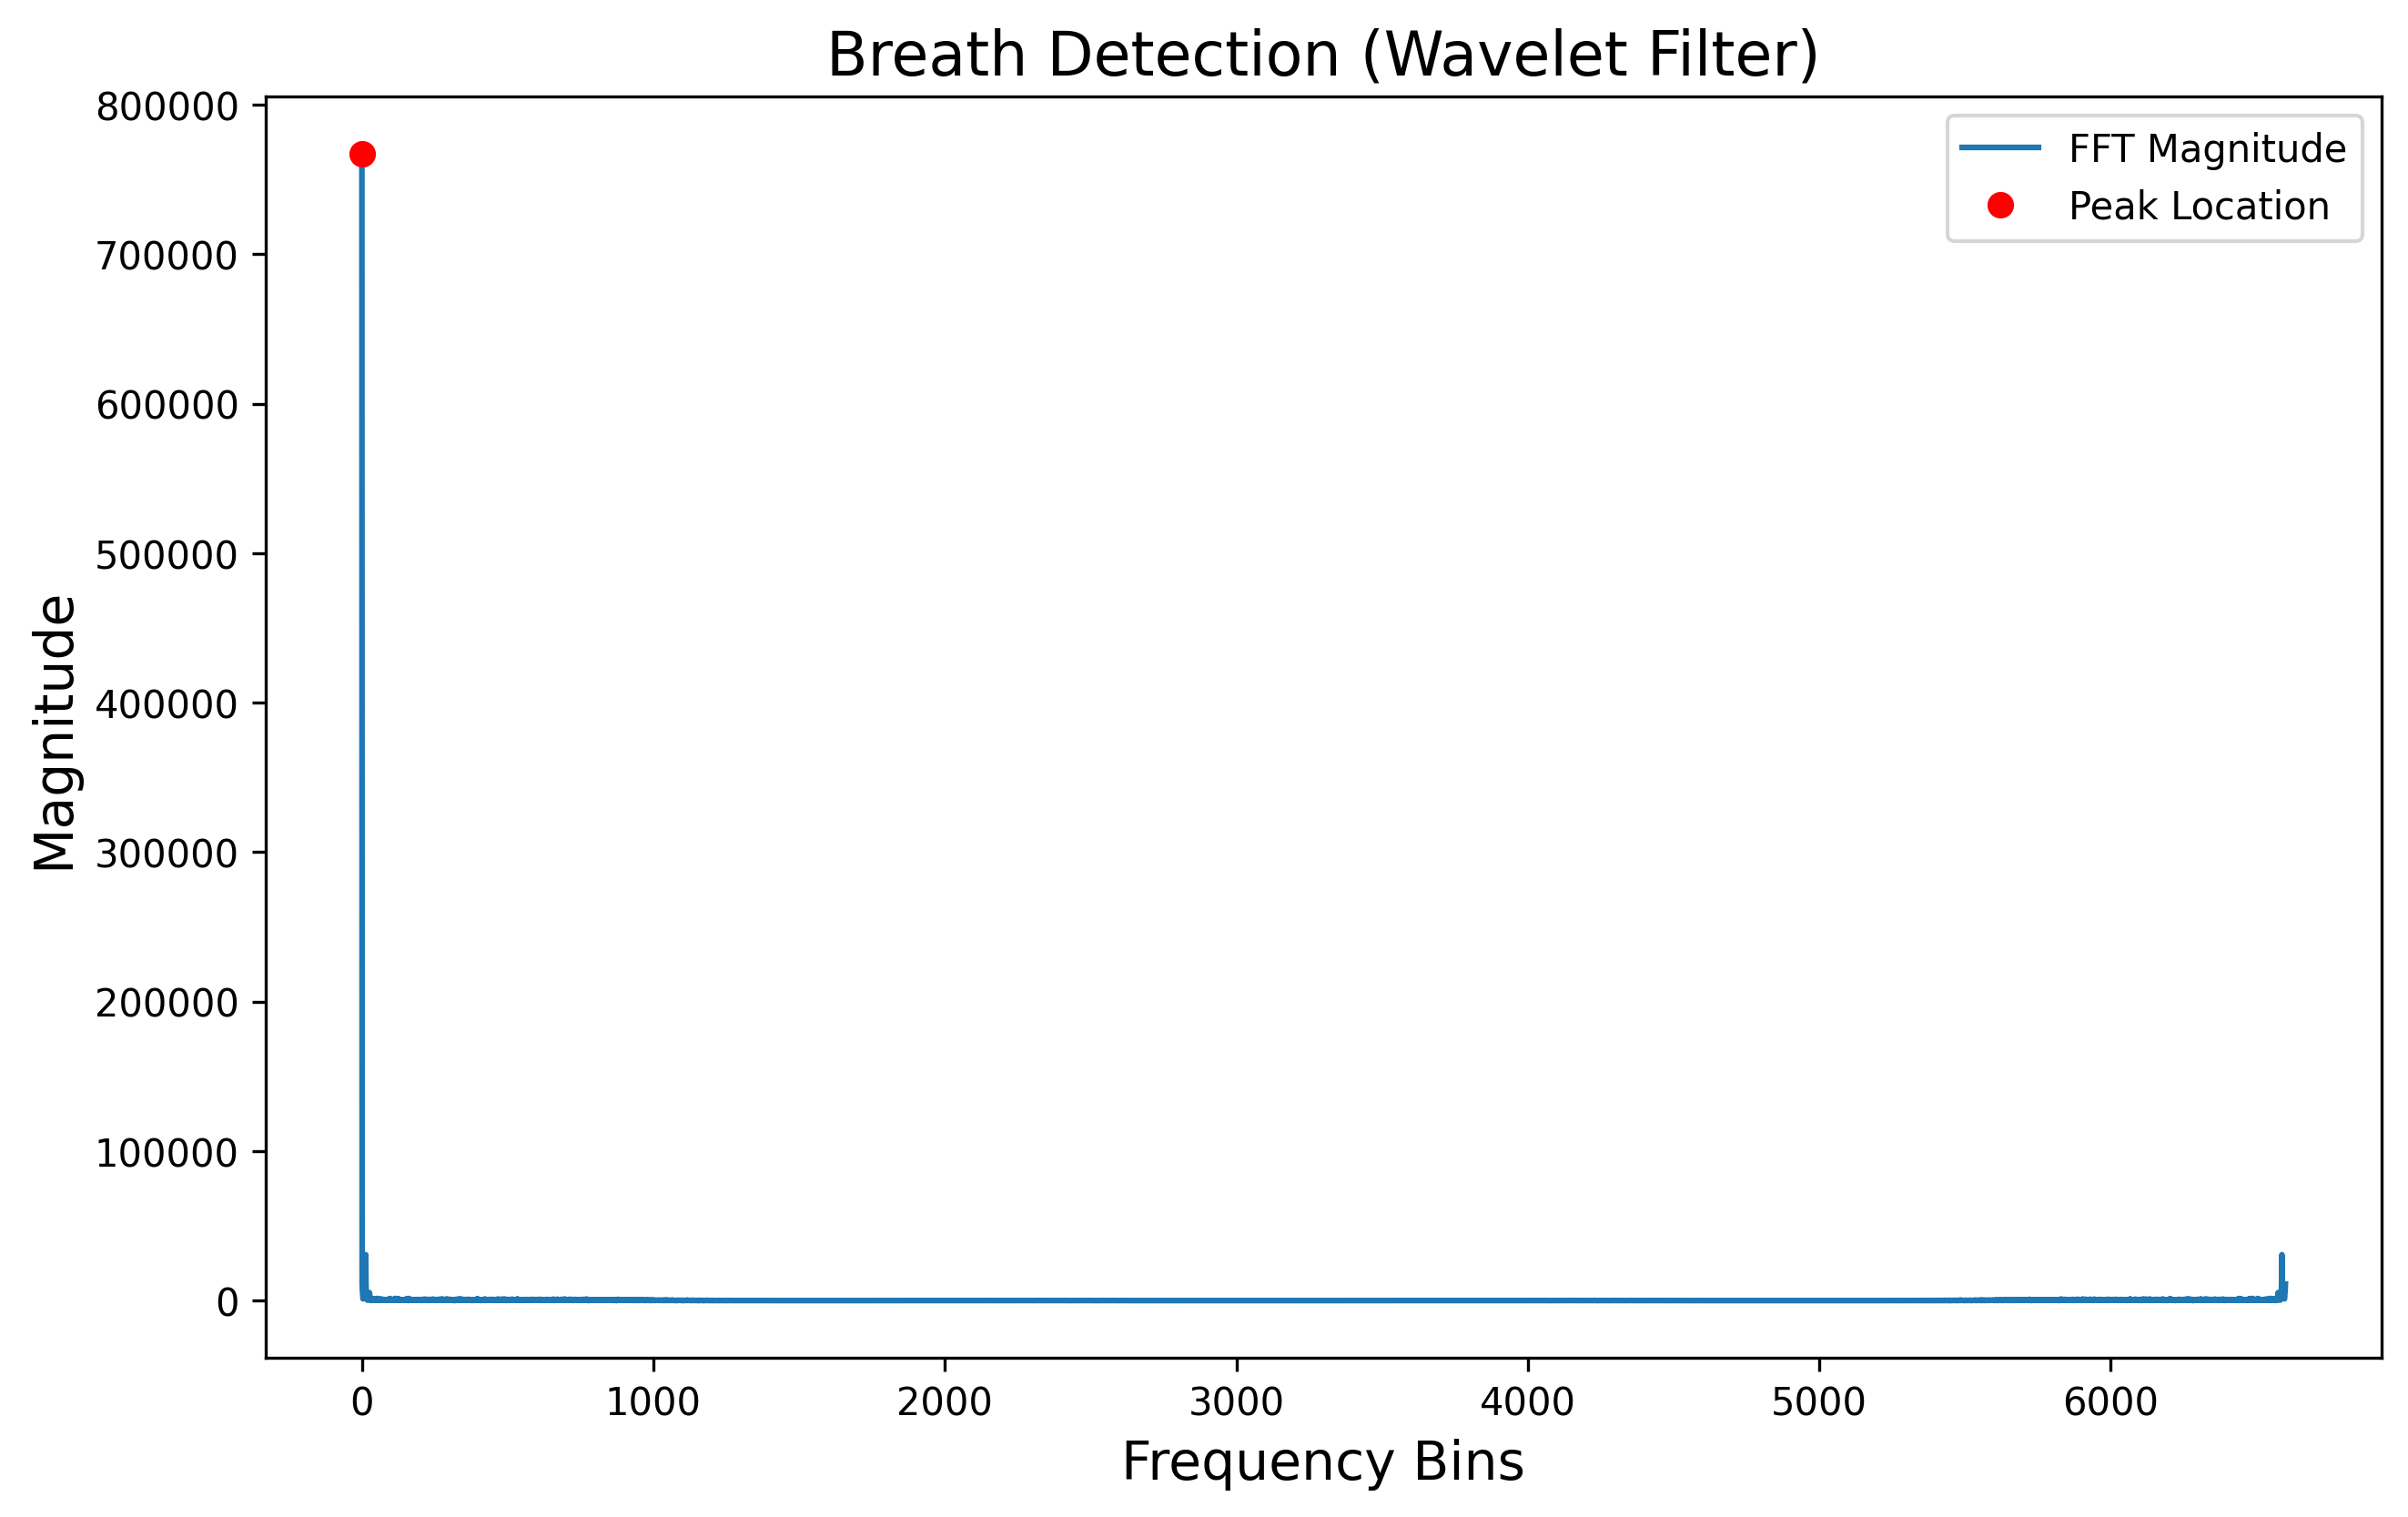 Breath Detection (Wavelet Filter)
FFT Magnitude
Peak Location
800000
700000
600000
500000
400000
300000
200000
100000
0
Magnitude
0 1000 2000 3000 4000 5000 6000
Frequency Bins